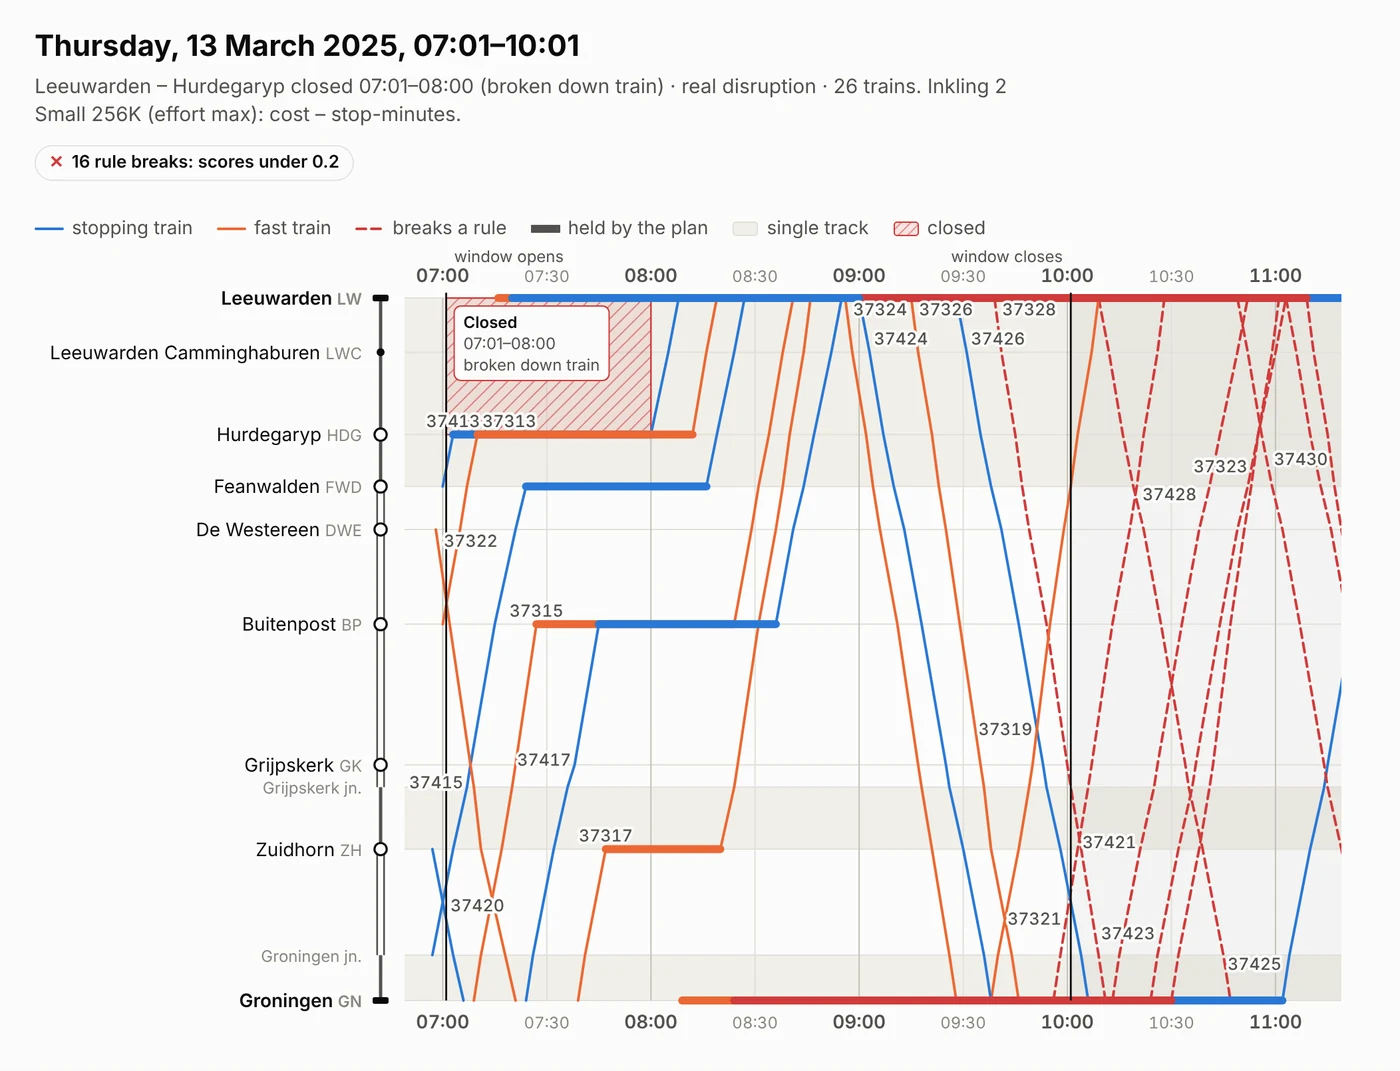 Thursday, 13 March 2025, 07:01–10:01
Leeuwarden – Hurdegaryp closed 07:01–08:00 (broken down train) · real disruption · 26 trains. Inkling 2
Small 256K (effort max): cost – stop-minutes.
✕ 16 rule breaks: scores under 0.2
stopping train fast train breaks a rule held by the plan single track closed
window opens window closes
07:00 07:30 08:00 08:30 09:00 09:30 10:00 10:30 11:00
Leeuwarden LW
37324 37326 37328
Closed
07:01–08:00
broken down train
37424 37426
Leeuwarden Camminghaburen LWC
37413 37313
Hurdegaryp HDG
37323 37430
Feanwalden FWD
37428
De Westereen DWE
37322
37315
Buitenpost BP
37319
37417
Grijpskerk GK
37415
Grijpskerk jn.
37317
37421
Zuidhorn ZH
37420
37321
37423
Groningen jn.
37425
Groningen GN
07:00 07:30 08:00 08:30 09:00 09:30 10:00 10:30 11:00